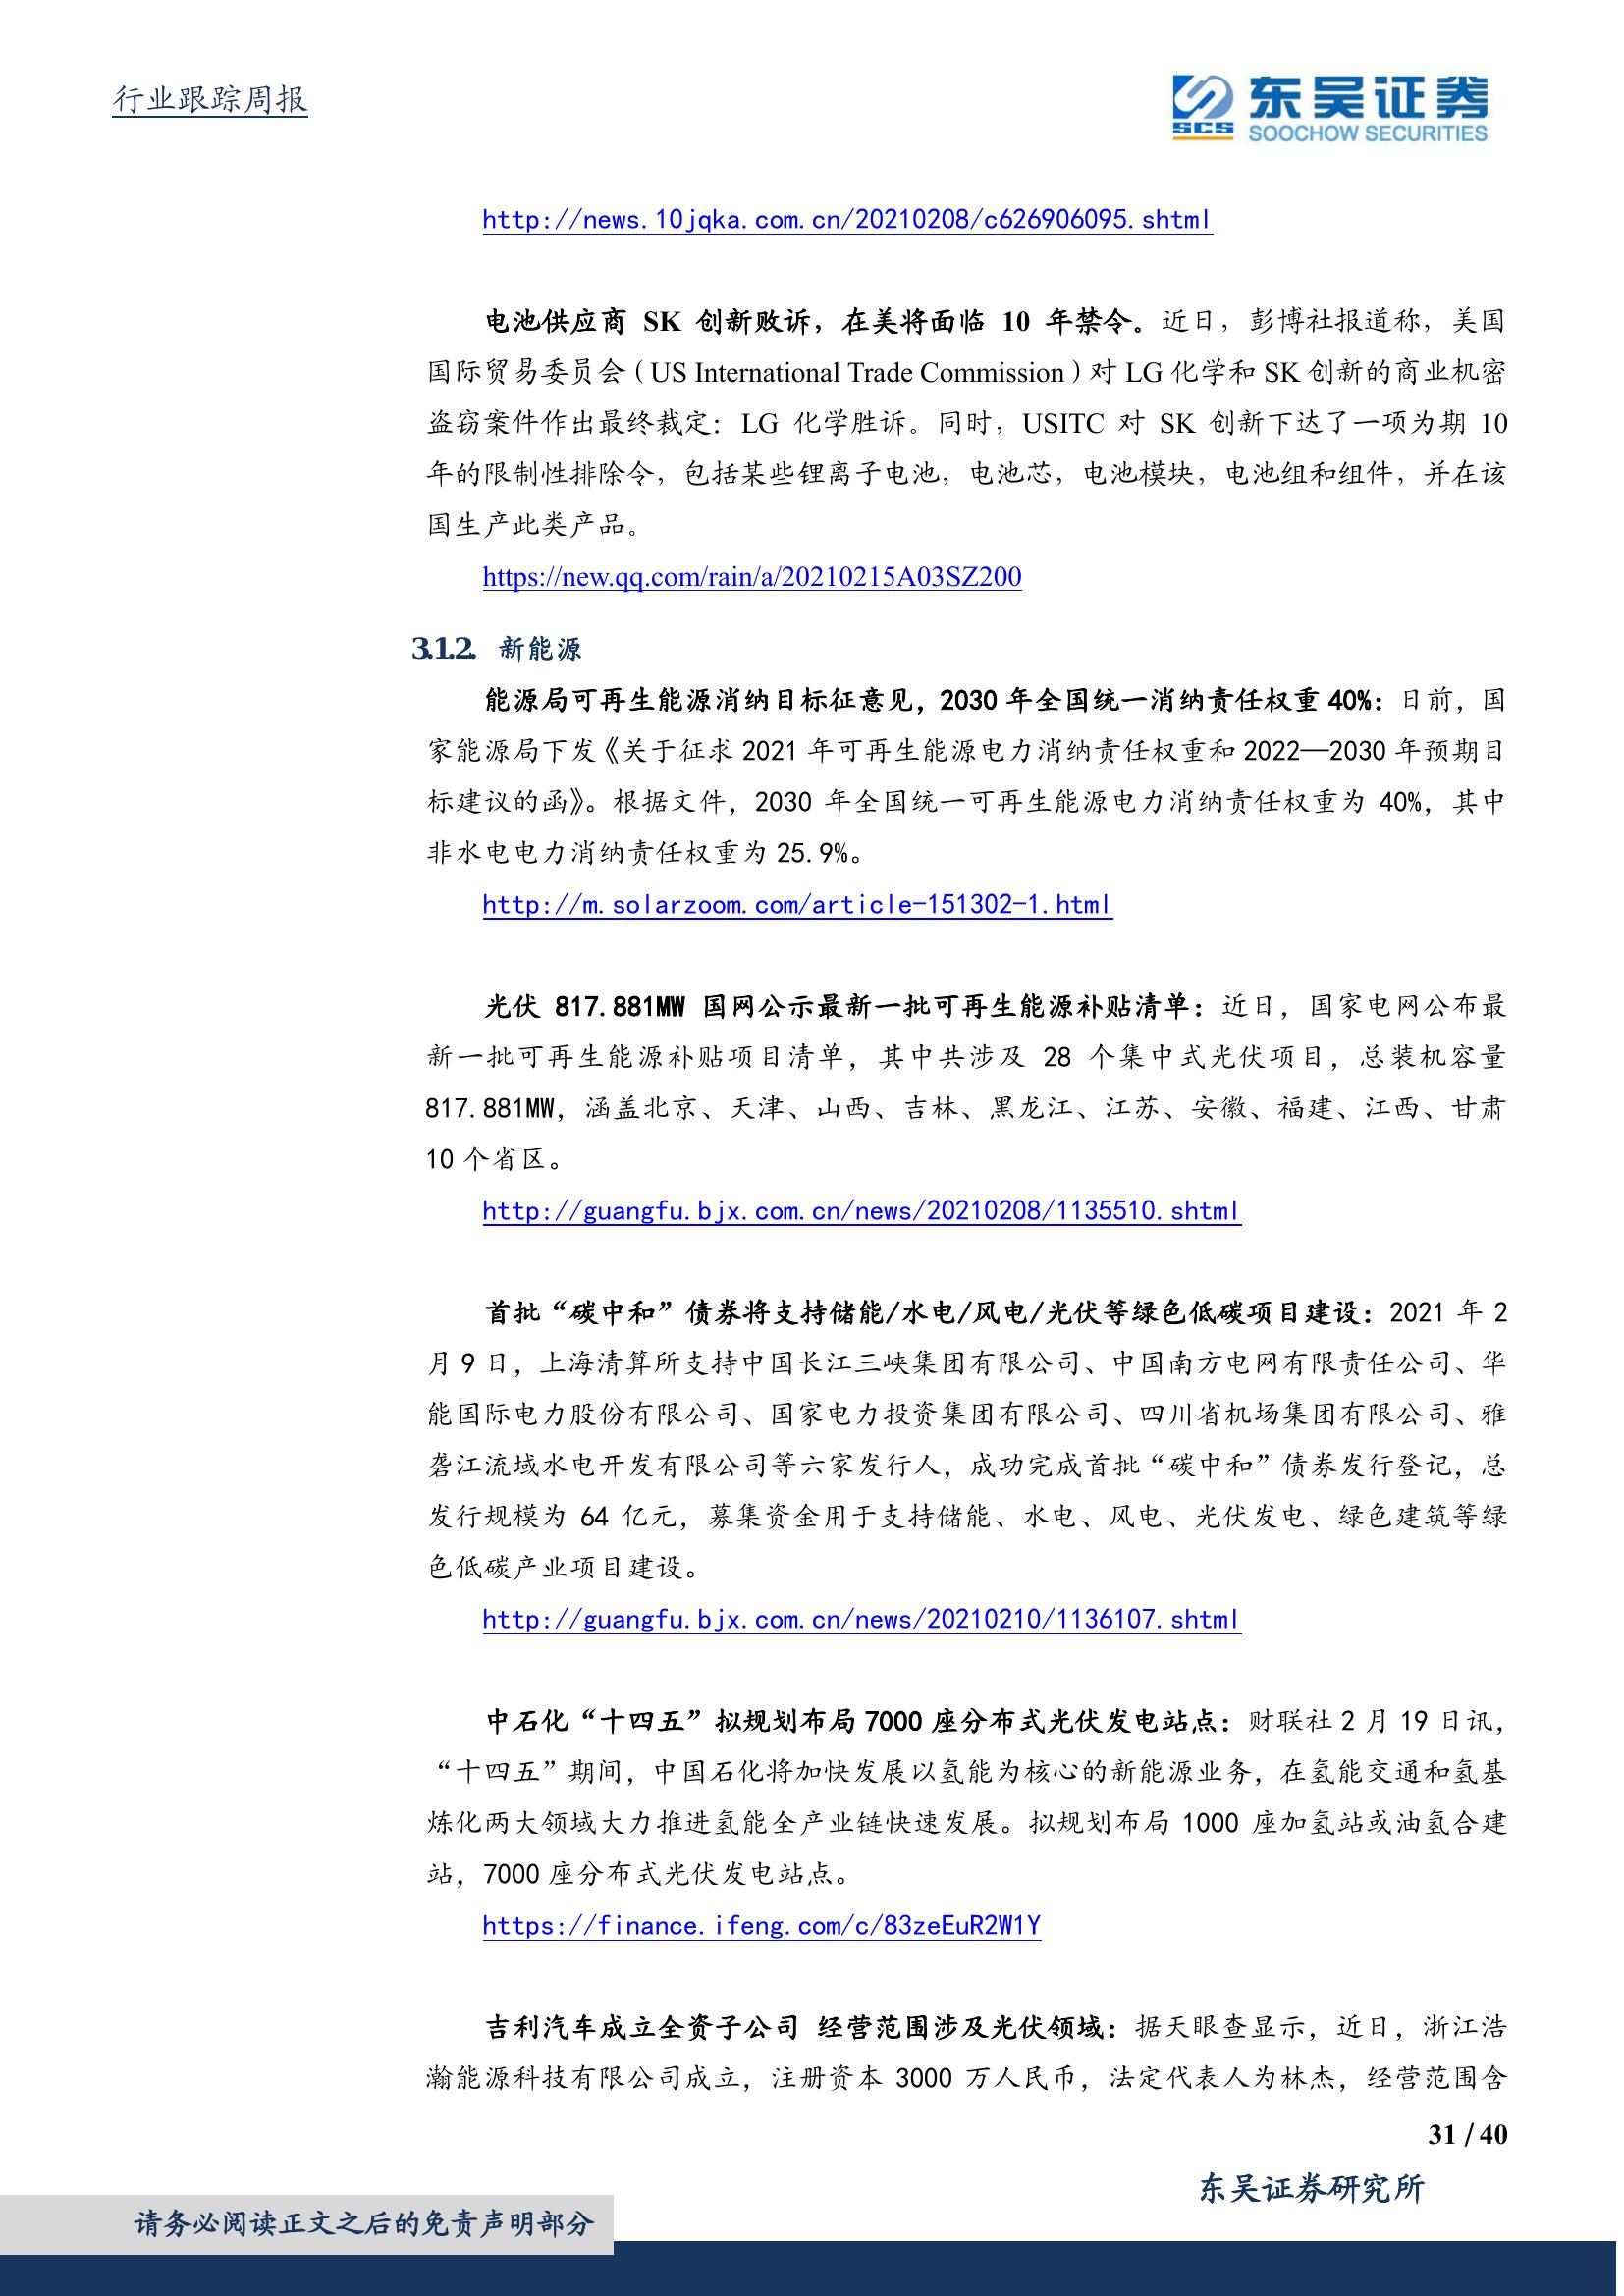 行业跟踪周报
SCS
东吴证券
SOOCHOW SECURITIES
http://news.10jqka.com.cn/20210208/c626906095.shtml
电池供应商 SK 创新败诉，在美将面临 10 年禁令。近日，彭博社报道称，美国
国际贸易委员会（US International Trade Commission）对 LG 化学和 SK 创新的商业机密
盗窃案件作出最终裁定：LG 化学胜诉。同时，USITC 对 SK 创新下达了一项为期 10
年的限制性排除令，包括某些锂离子电池，电池芯，电池模块，电池组和组件，并在该
国生产此类产品。
https://new.qq.com/rain/a/20210215A03SZ200
3.1.2. 新能源
能源局可再生能源消纳目标征意见，2030 年全国统一消纳责任权重 40%：日前，国
家能源局下发《关于征求 2021 年可再生能源电力消纳责任权重和 2022—2030 年预期目
标建议的函》。根据文件，2030 年全国统一可再生能源电力消纳责任权重为 40%，其中
非水电电力消纳责任权重为 25.9%。
http://m.solarzoom.com/article-151302-1.html
光伏 817.881MW 国网公示最新一批可再生能源补贴清单：近日，国家电网公布最
新一批可再生能源补贴项目清单，其中共涉及 28 个集中式光伏项目，总装机容量
817.881MW，涵盖北京、天津、山西、吉林、黑龙江、江苏、安徽、福建、江西、甘肃
10 个省区。
http://guangfu.bjx.com.cn/news/20210208/1135510.shtml
首批“碳中和”债券将支持储能/水电/风电/光伏等绿色低碳项目建设：2021 年 2
月 9 日，上海清算所支持中国长江三峡集团有限公司、中国南方电网有限责任公司、华
能国际电力股份有限公司、国家电力投资集团有限公司、四川省机场集团有限公司、雅
砻江流域水电开发有限公司等六家发行人，成功完成首批“碳中和”债券发行登记，总
发行规模为 64 亿元，募集资金用于支持储能、水电、风电、光伏发电、绿色建筑等绿
色低碳产业项目建设。
http://guangfu.bjx.com.cn/news/20210210/1136107.shtml
中石化“十四五”拟规划布局 7000 座分布式光伏发电站点：财联社 2 月 19 日讯，
“十四五”期间，中国石化将加快发展以氢能为核心的新能源业务，在氢能交通和氢基
炼化两大领域大力推进氢能全产业链快速发展。拟规划布局 1000 座加氢站或油氢合建
站，7000 座分布式光伏发电站点。
https://finance.ifeng.com/c/83zeEuR2W1Y
吉利汽车成立全资子公司 经营范围涉及光伏领域：据天眼查显示，近日，浙江浩
瀚能源科技有限公司成立，注册资本 3000 万人民币，法定代表人为林杰，经营范围含
31 / 40
东吴证券研究所
请务必阅读正文之后的免责声明部分